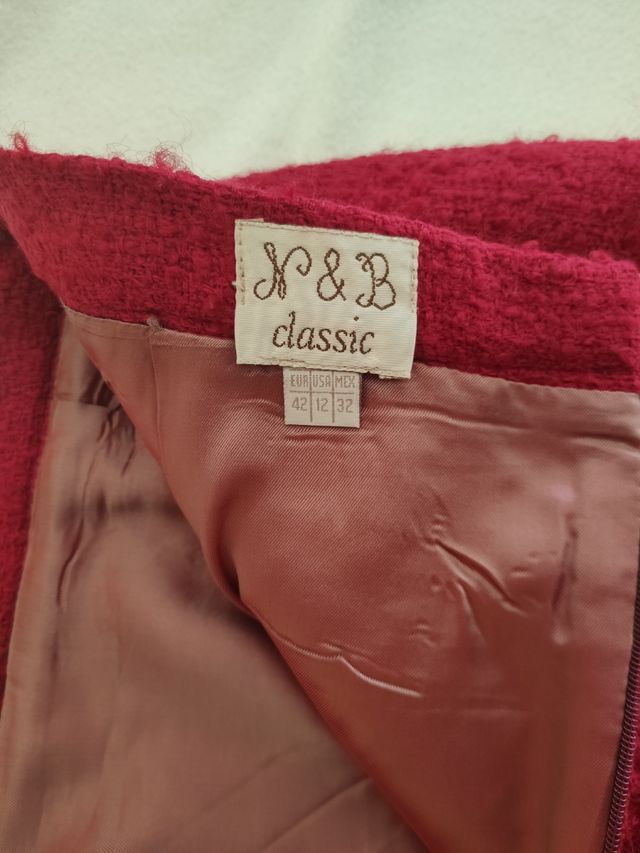 N & B
classic
EUR USA MEX
42 12 32